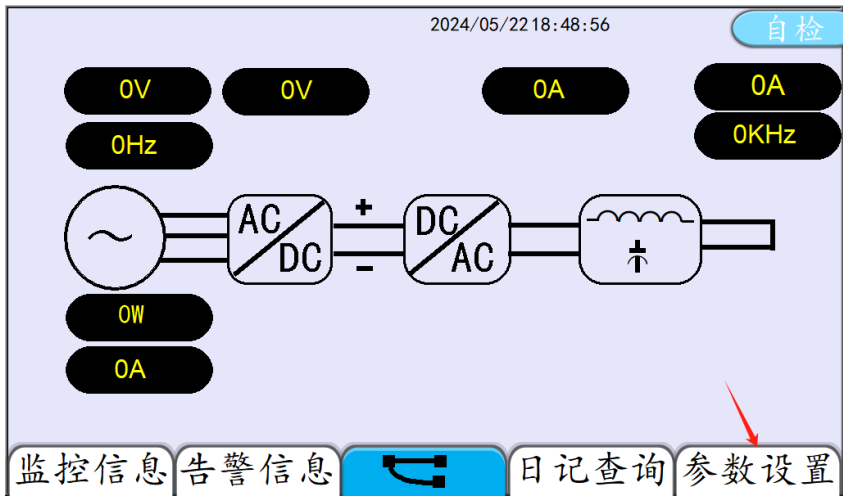 2024/05/22 18:48:56
自检
0V
0V
0A
0A
0Hz
0KHz
AC
DC
+
−
DC
AC
0W
0A
监控信息
告警信息
日记查询
参数设置